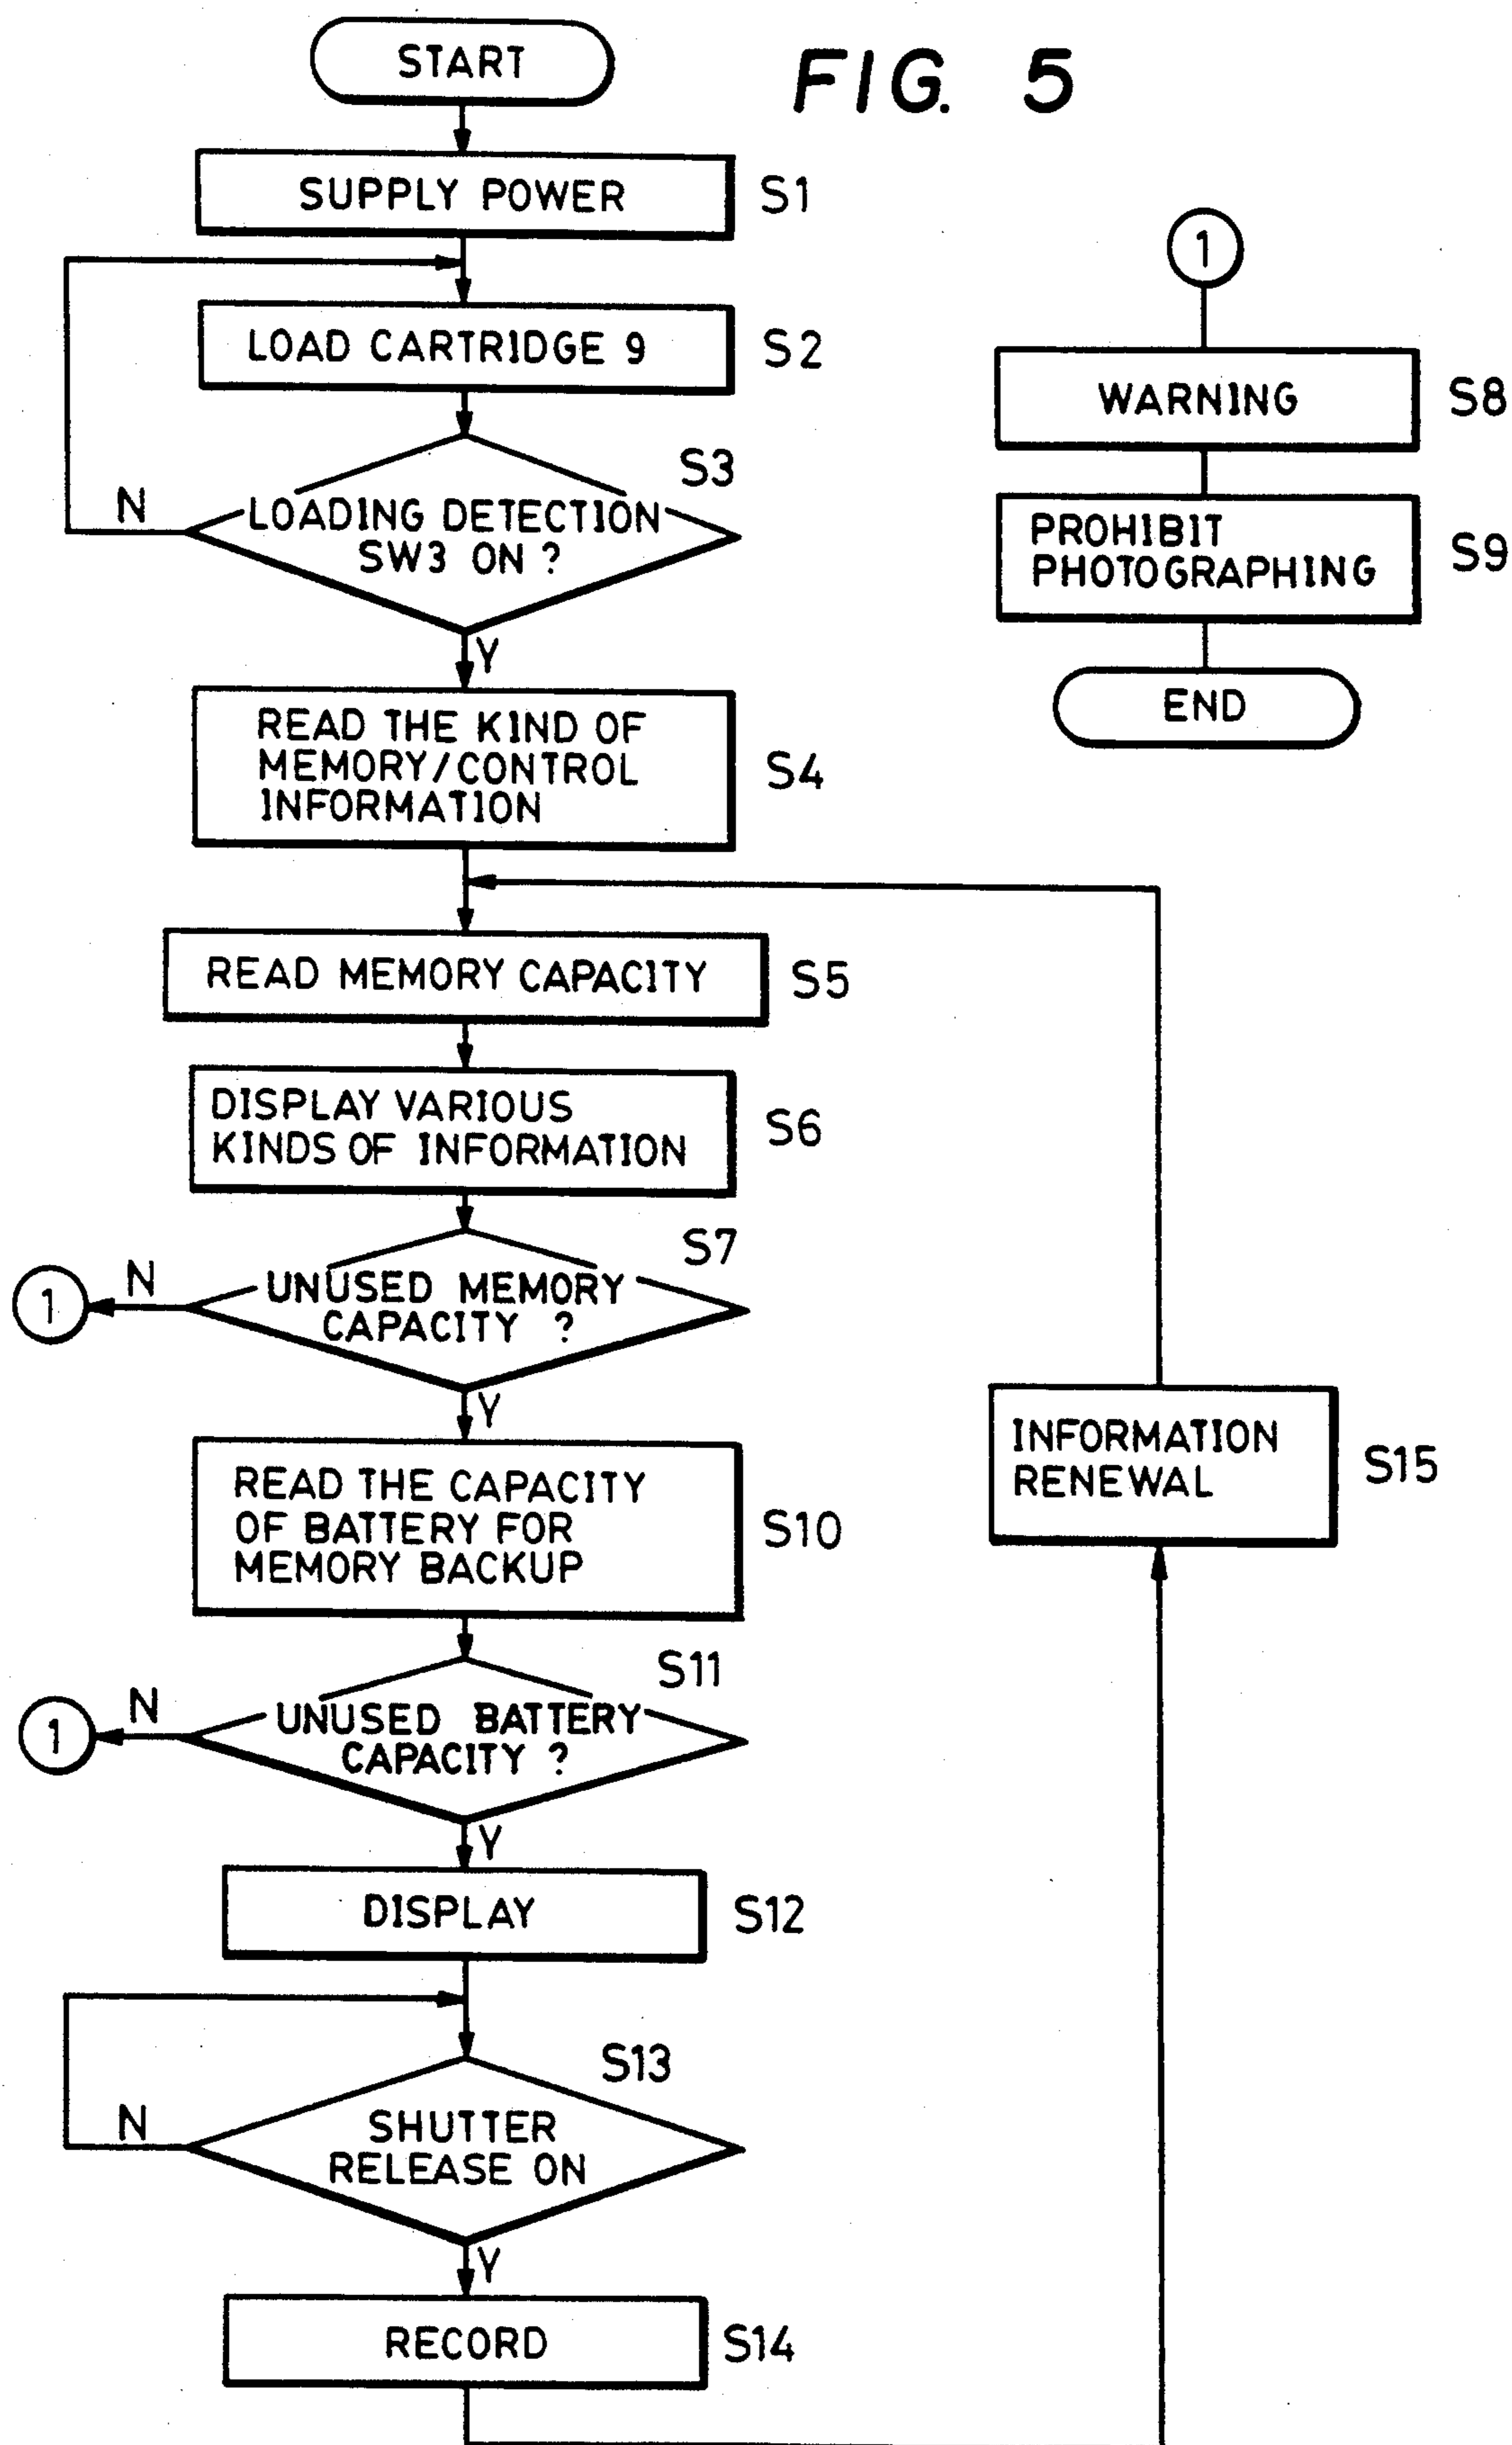 FIG. 5
START
SUPPLY POWER S1
LOAD CARTRIDGE 9 S2
S3
LOADING DETECTION
SW3 ON ?
N
Y
READ THE KIND OF
MEMORY/CONTROL
INFORMATION
S4
READ MEMORY CAPACITY S5
DISPLAY VARIOUS
KINDS OF INFORMATION
S6
S7
UNUSED MEMORY
CAPACITY ?
N
1
Y
READ THE CAPACITY
OF BATTERY FOR
MEMORY BACKUP
S10
S11
UNUSED BATTERY
CAPACITY ?
N
1
Y
DISPLAY S12
S13
SHUTTER
RELEASE ON
N
Y
RECORD S14
INFORMATION
RENEWAL
S15
1
WARNING S8
PROHIBIT
PHOTOGRAPHING
S9
END